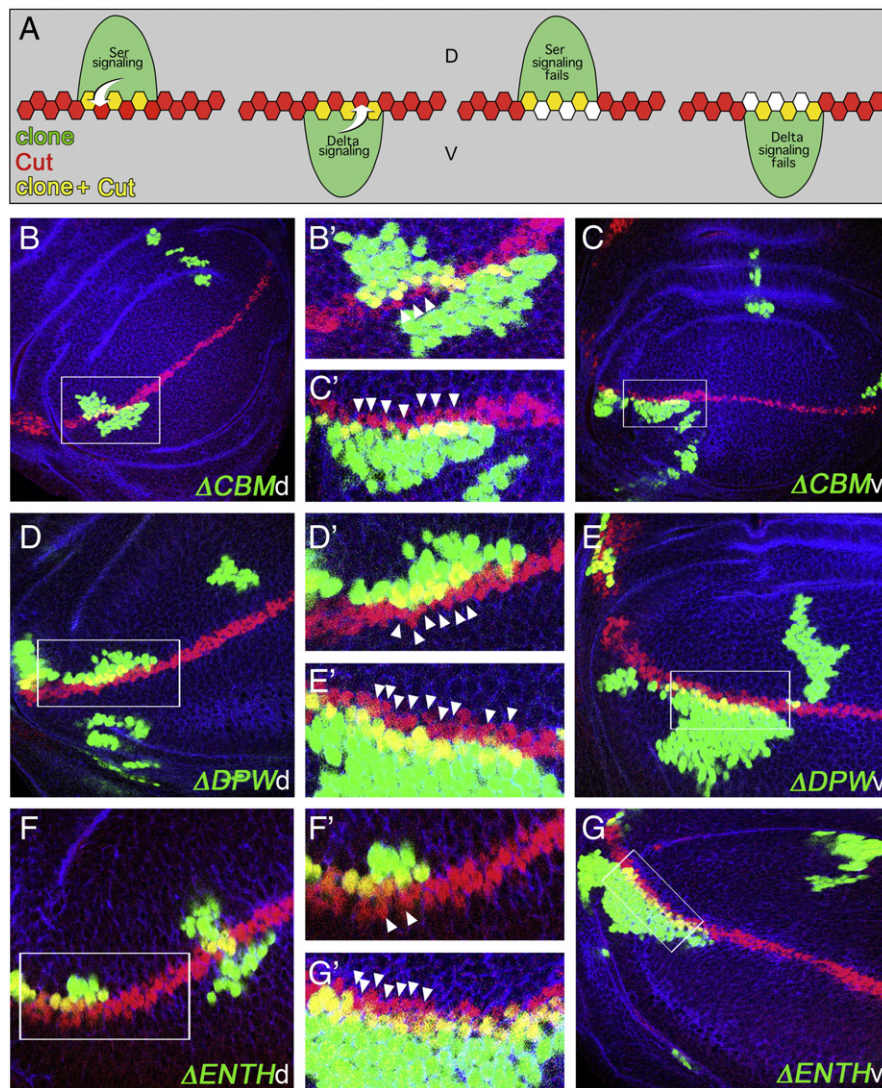 A
Ser
signaling
Delta
signaling
D
V
Ser
signaling
fails
Delta
signaling
fails
clone
Cut
clone + Cut
B
ΔCBMd
B'
C'
C
ΔCBMv
D
ΔDPWd
D'
E'
E
ΔDPWv
F
ΔENTHd
F'
G'
G
ΔENTHv